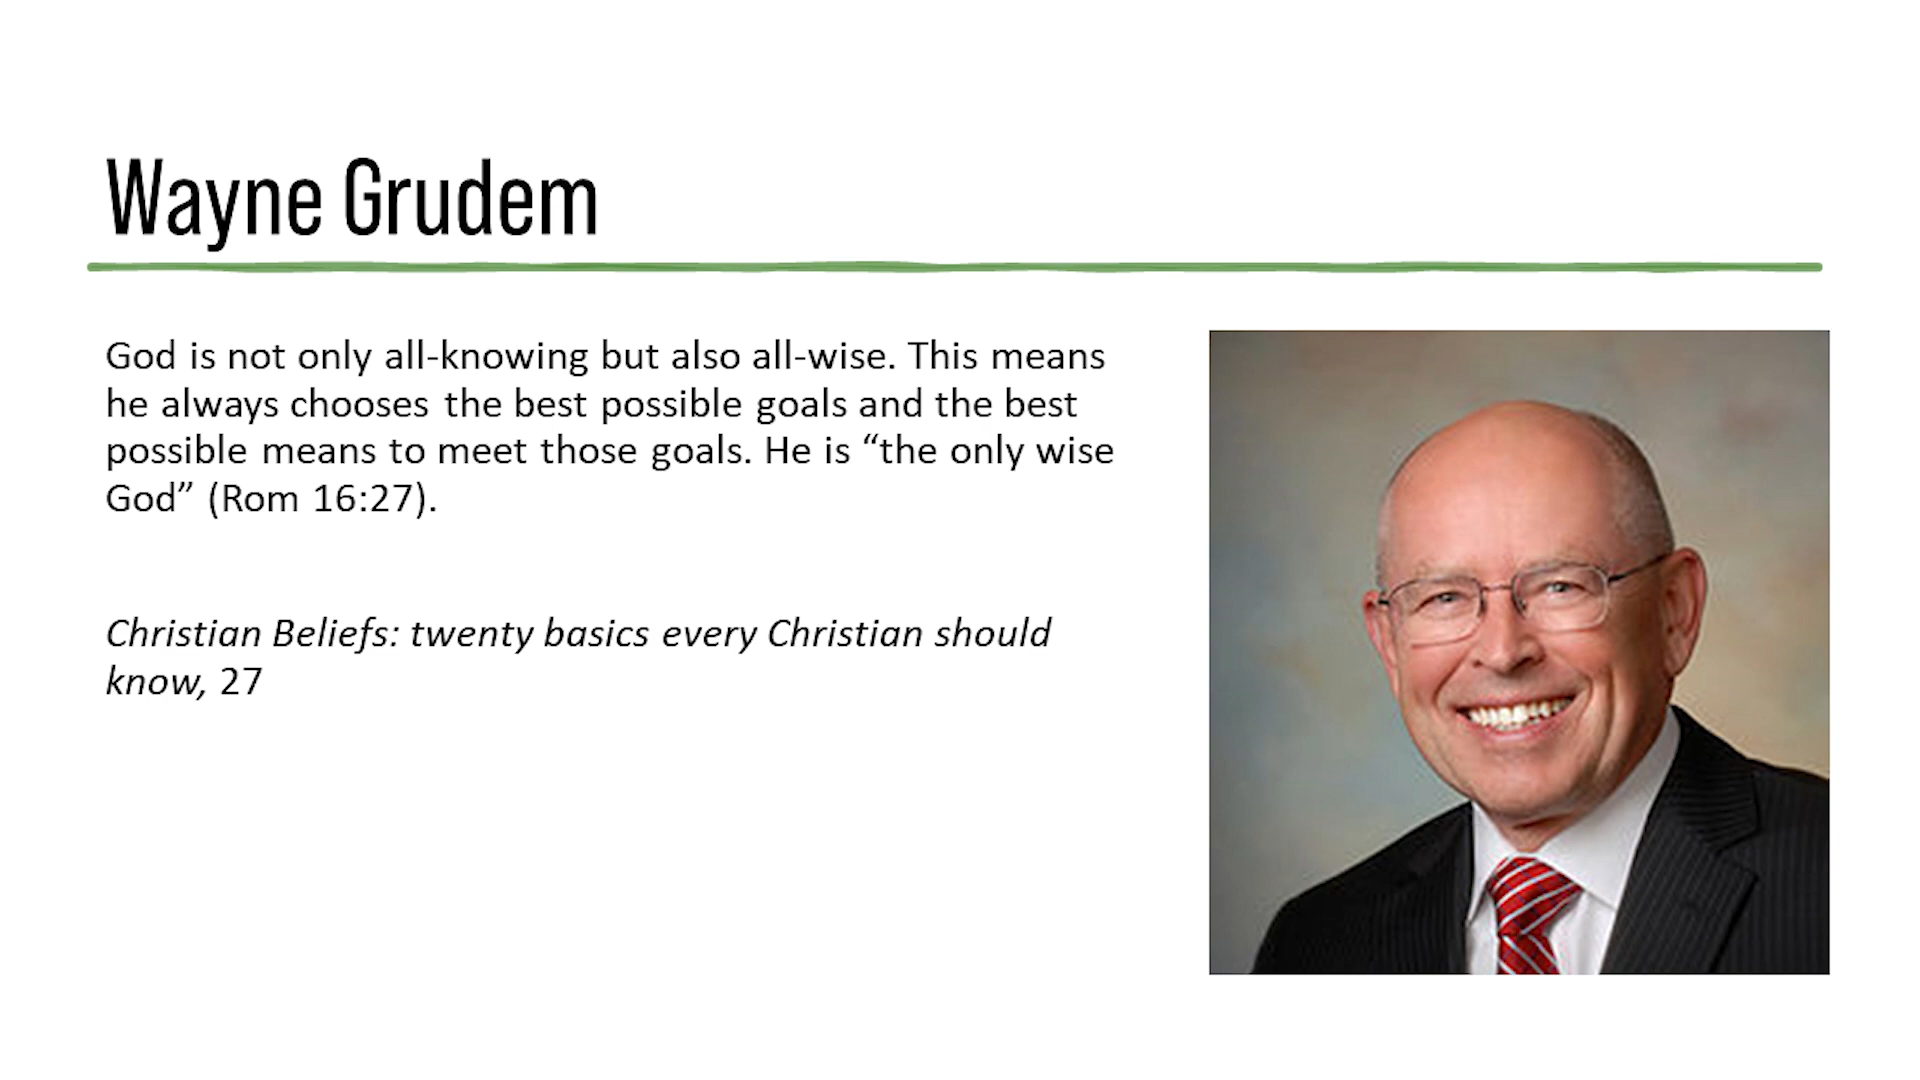 Wayne Grudem
God is not only all-knowing but also all-wise. This means
he always chooses the best possible goals and the best
possible means to meet those goals. He is “the only wise
God” (Rom 16:27).
Christian Beliefs: twenty basics every Christian should
know, 27